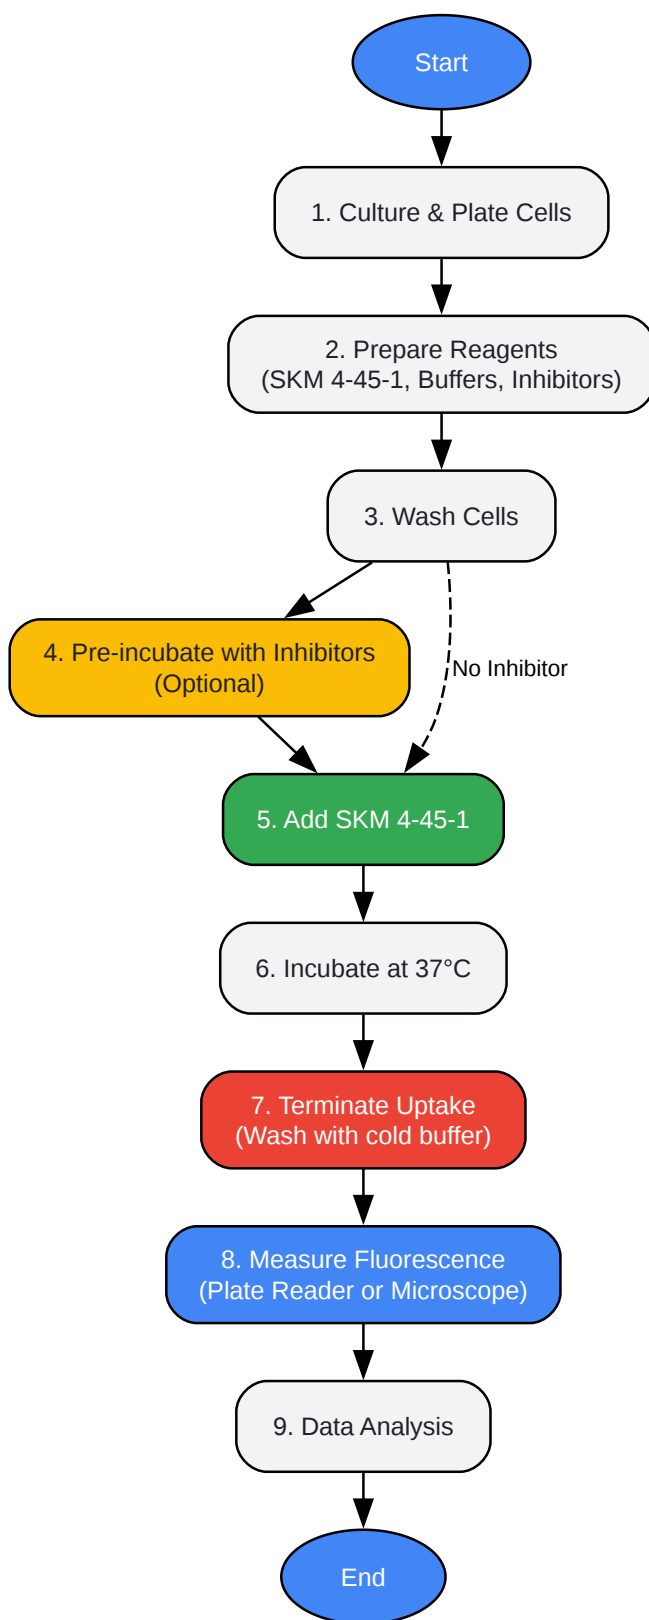 Start
1. Culture & Plate Cells
2. Prepare Reagents
(SKM 4-45-1, Buffers, Inhibitors)
3. Wash Cells
4. Pre-incubate with Inhibitors
(Optional)
No Inhibitor
5. Add SKM 4-45-1
6. Incubate at 37°C
7. Terminate Uptake
(Wash with cold buffer)
8. Measure Fluorescence
(Plate Reader or Microscope)
9. Data Analysis
End